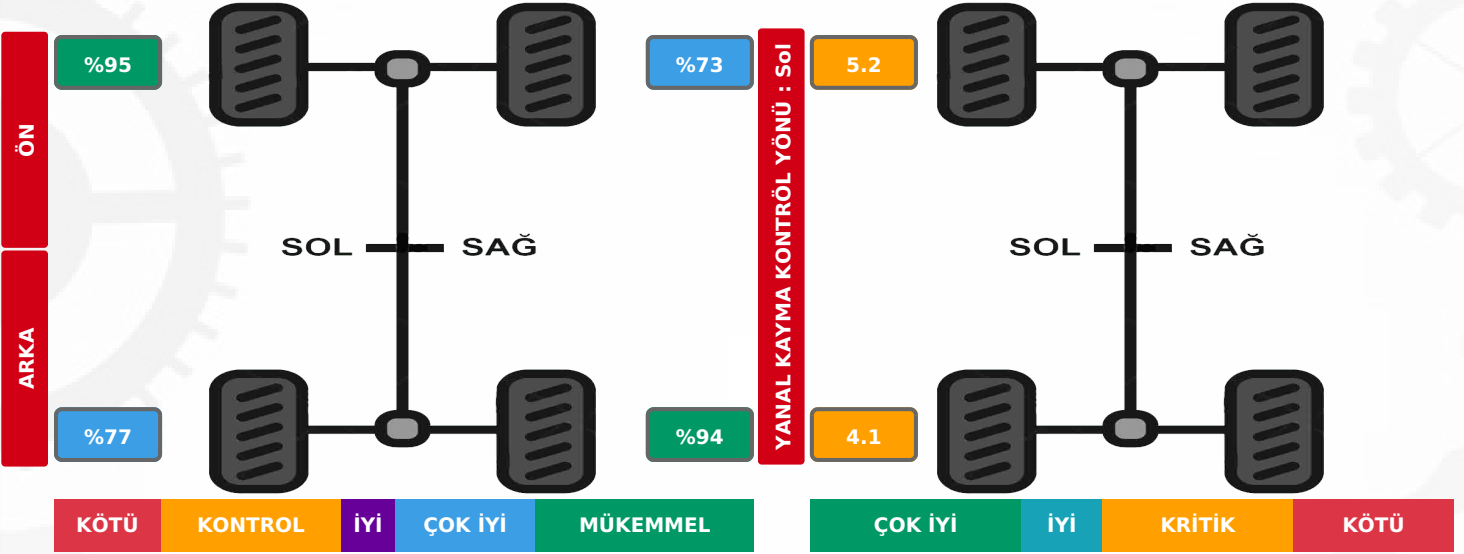 ÖN
ARKA
%95
%73
%77
%94
SOL SAĞ
YANAL KAYMA KONTRÖL YÖNÜ : Sol
5.2
4.1
SOL SAĞ
KÖTÜ KONTROL İYİ ÇOK İYİ MÜKEMMEL
ÇOK İYİ İYİ KRİTİK KÖTÜ